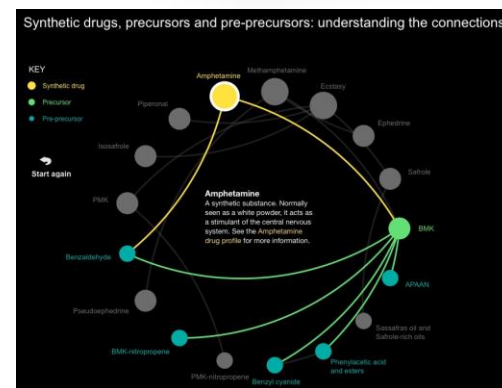 Synthetic drugs, precursors and pre-precursors: understanding the connections
KEY
Synthetic drug
Precursor
Pre-precursor
Start again
Methamphetamine
Amphetamine
Ecstasy
Piperonal
Ephedrine
Isosafrole
Safrole
PMK
BMK
Amphetamine
A synthetic substance. Normally
seen as a white powder, it acts as
a stimulant of the central nervous
system. See the Amphetamine
drug profile for more information.
Benzaldehyde
APAAN
Pseudoephedrine
Sassafras oil and
Safrole-rich oils
BMK-nitropropene
Phenylacetic acid
and esters
PMK-nitropropene
Benzyl cyanide